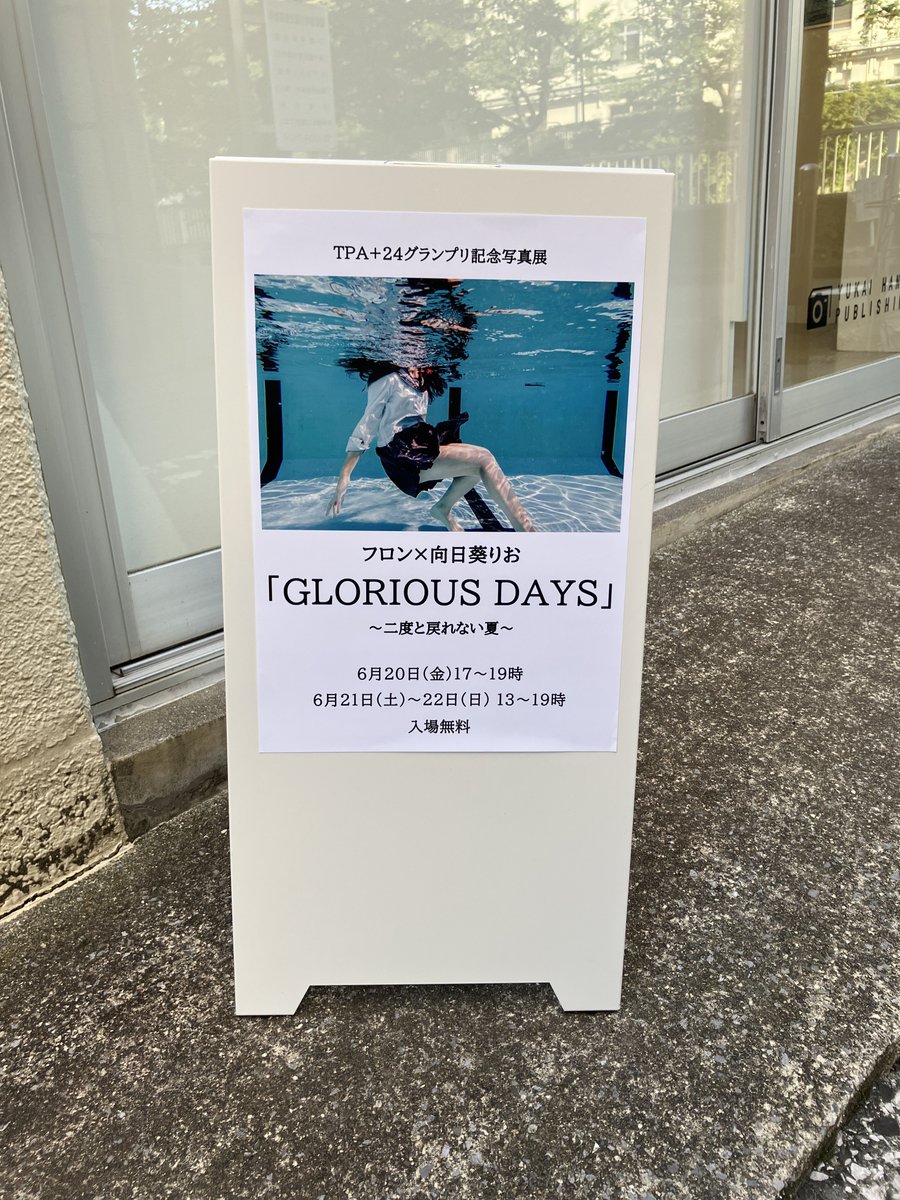 TPA+24グランプリ記念写真展
フロン×向日葵りお
「GLORIOUS DAYS」
～二度と戻れない夏～
6月20日(金)17～19時
6月21日(土)～22日(日) 13～19時
入場無料
YUKAI HAN
PUBLISHI